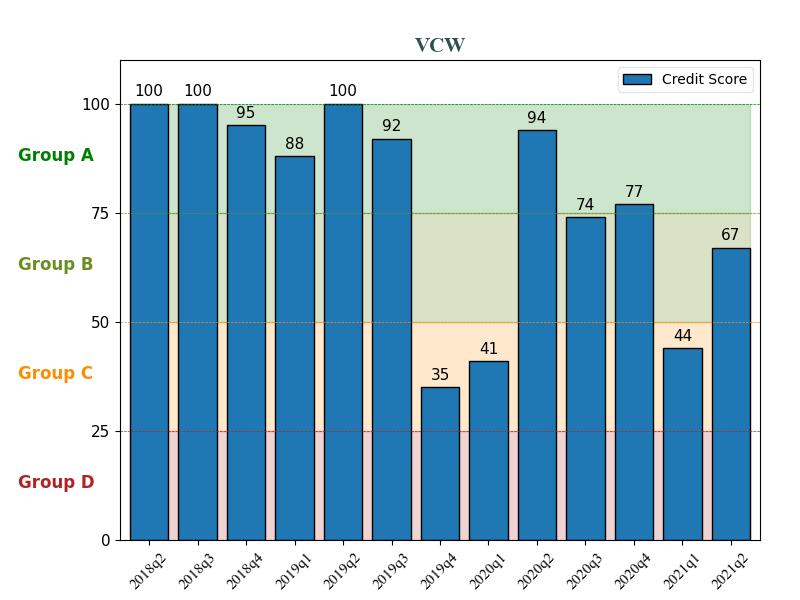 VCW
Credit Score
100
75
50
25
0
Group A
Group B
Group C
Group D
100
100
95
88
100
92
35
41
94
74
77
44
67
2018q2
2018q3
2018q4
2019q1
2019q2
2019q3
2019q4
2020q1
2020q2
2020q3
2020q4
2021q1
2021q2